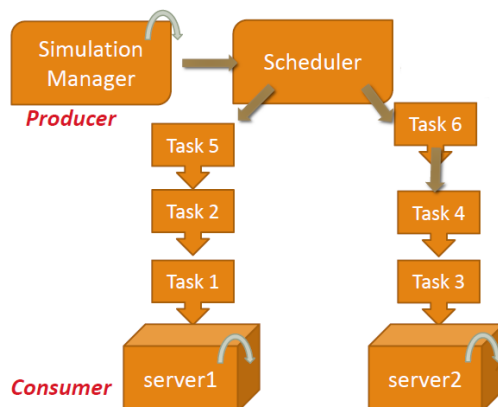 Simulation
Manager
Scheduler
Producer
Task 6
Task 5
Task 2
Task 4
Task 1
Task 3
server1
server2
Consumer